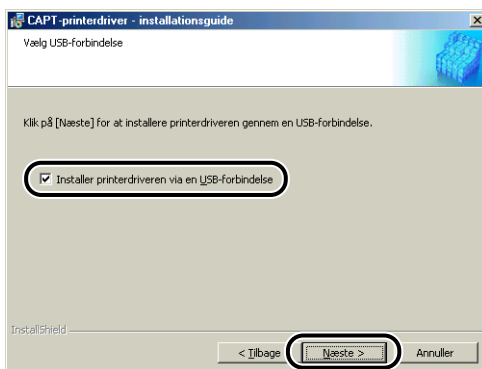 CAPT-printerdriver - installationsguide
Vælg USB-forbindelse
Klik på [Næste] for at installere printerdriveren gennem en USB-forbindelse.
Installer printerdriveren via en USB-forbindelse
InstallShield
< Tilbage Næste > Annuller